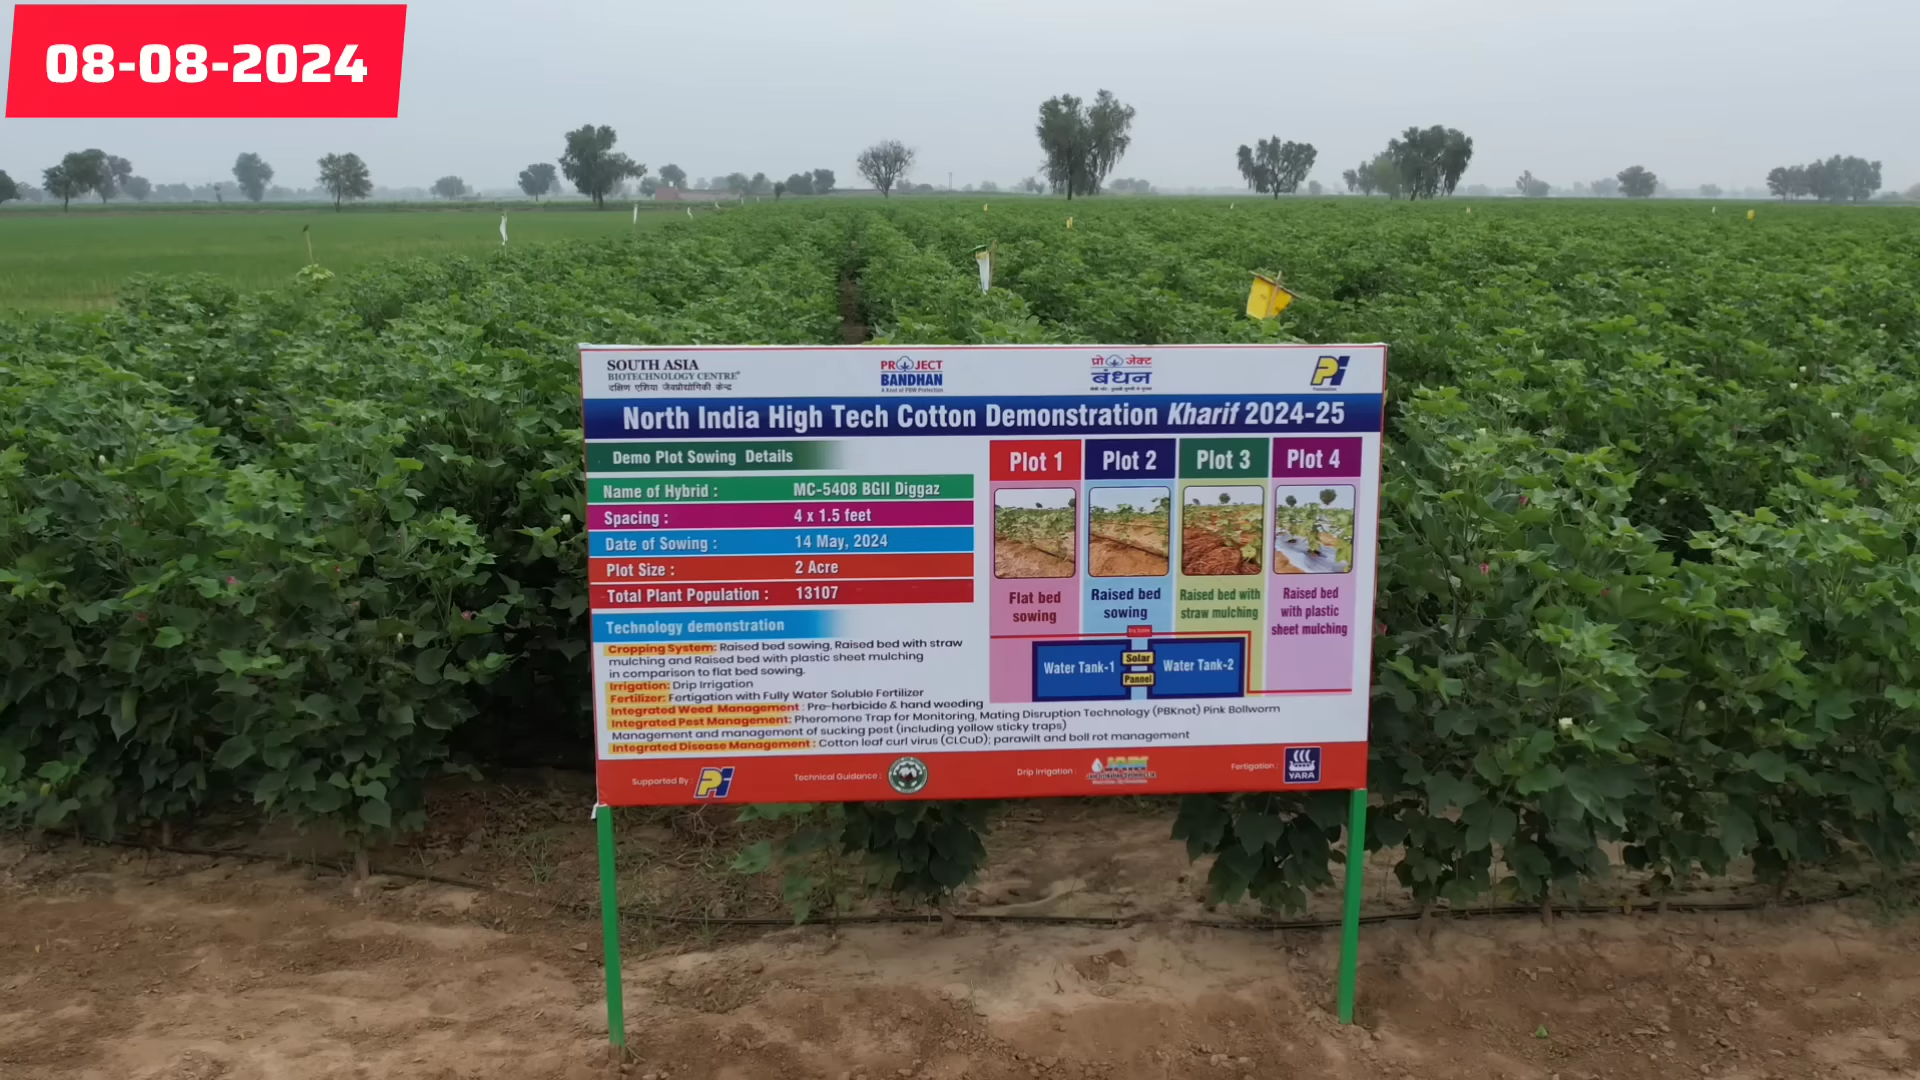 08-08-2024
SOUTH ASIA
BIOTECHNOLOGY CENTRE
दक्षिण एशिया जैवप्रौद्योगिकी केन्द्र
PROJECT
BANDHAN
A Knot of PBW Protection
प्रोजेक्ट
बंधन
PI
North India High Tech Cotton Demonstration Kharif 2024-25
Demo Plot Sowing Details
Name of Hybrid : MC-5408 BGII Diggaz
Spacing : 4 x 1.5 feet
Date of Sowing : 14 May, 2024
Plot Size : 2 Acre
Total Plant Population : 13107
Plot 1
Flat bed
sowing
Plot 2
Raised bed
sowing
Plot 3
Raised bed with
straw mulching
Plot 4
Raised bed
with plastic
sheet mulching
Water Tank-1
Solar
Pannel
Water Tank-2
Technology demonstration
Cropping System: Raised bed sowing, Raised bed with straw
mulching and Raised bed with plastic sheet mulching
in comparison to flat bed sowing.
Irrigation: Drip Irrigation
Fertilizer: Fertigation with Fully Water Soluble Fertilizer
Integrated Weed Management : Pre-herbicide & hand weeding
Integrated Pest Management: Pheromone Trap for Monitoring, Mating Disruption Technology (PBKnot) Pink Bollworm
Management and management of sucking pest (including yellow sticky traps)
Integrated Disease Management : Cotton leaf curl virus (CLCuD); parawilt and boll rot management
Supported By : PI
Technical Guidance :
Drip Irrigation : JAIN
Fertigation : YARA